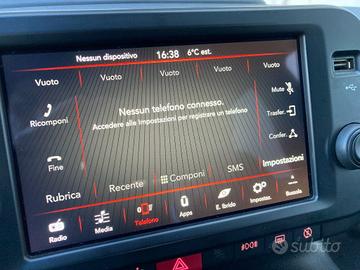 Nessun dispositivo 16:38 6°C est.
Vuoto Vuoto Vuoto Vuoto Vuoto
Mute
Nessun telefono connesso.
Ricomponi
Accedere alle Impostazioni per registrare un telefono
Trasfer.
Confer.
Fine
Rubrica Recente Componi SMS Impostazioni
Radio Media Telefono Apps E. Ibrido Impostaz. Bussola
subito